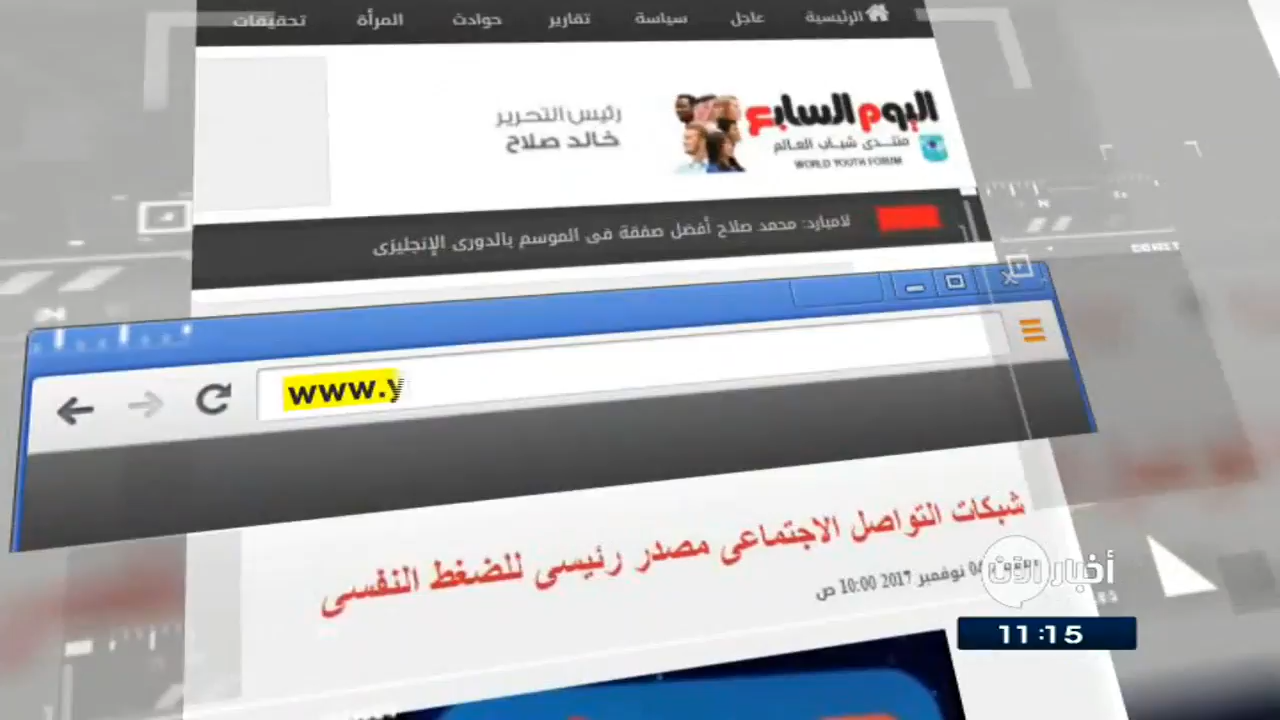 الرئيسية عاجل سياسة تقارير حوادث المرأة تحقيقات
اليوم السابع
منتدى شباب العالم
WORLD YOUTH FORUM
رئيس التحرير
خالد صلاح
لامبارد: محمد صلاح أفضل صفقة فى الموسم بالدورى الإنجليزى
www.y
شبكات التواصل الاجتماعى مصدر رئيسى للضغط النفسى
نوفمبر 2017 10:00 ص
أخبار الآن
11:15